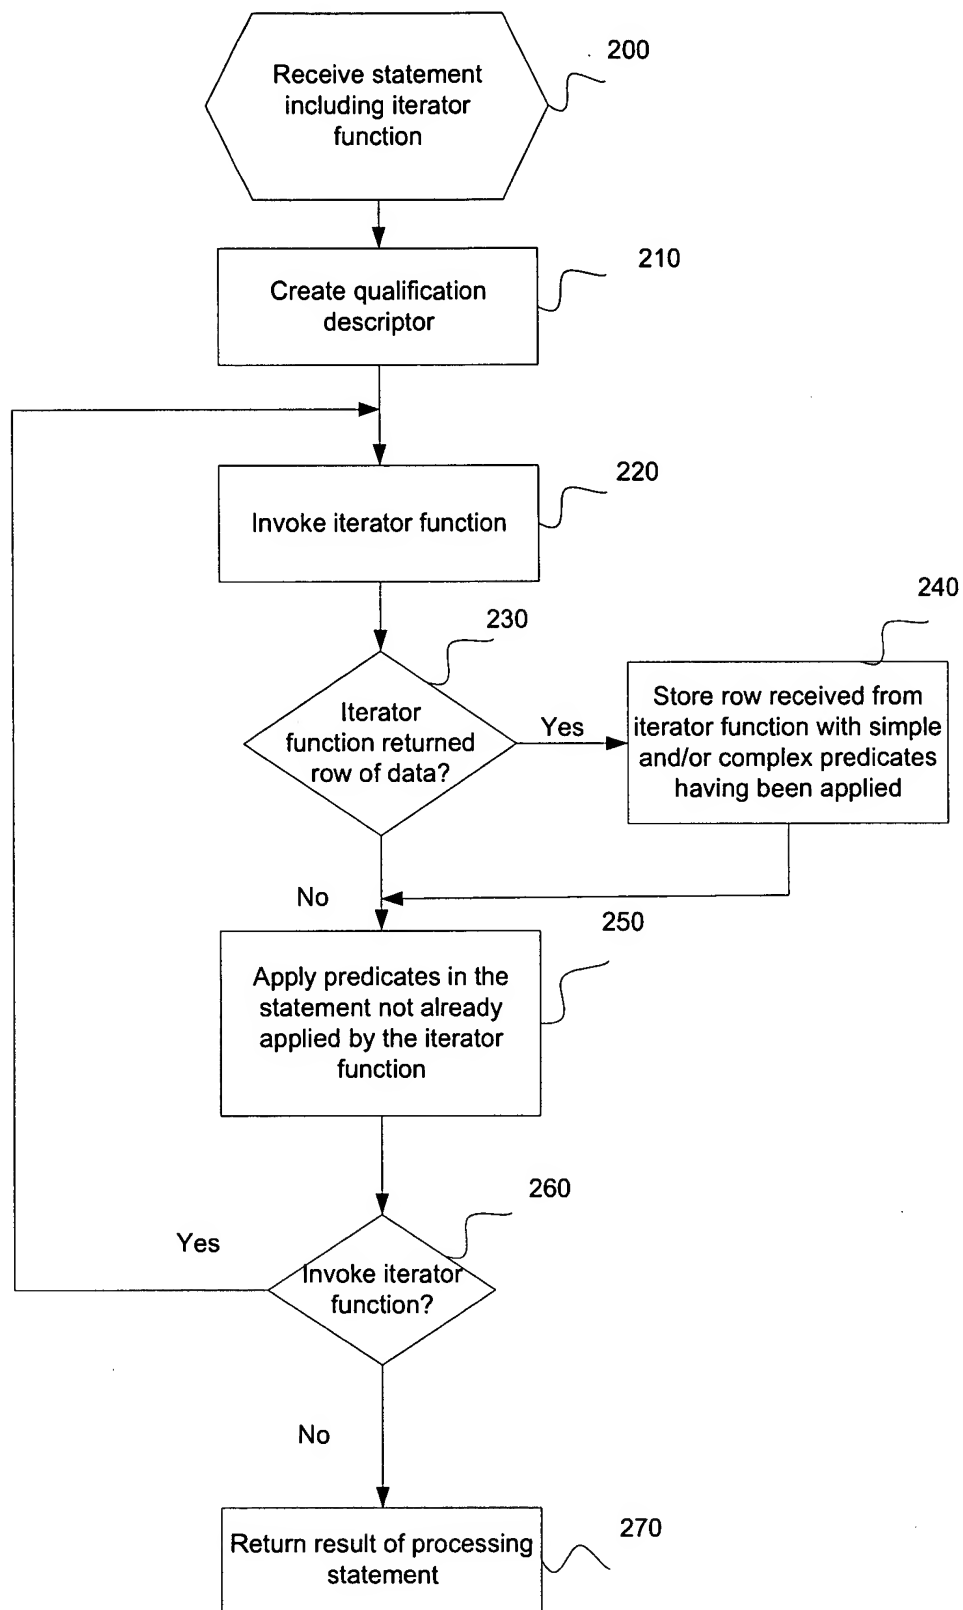 200
Receive statement
including iterator
function
210
Create qualification
descriptor
220
Invoke iterator function
230
240
Iterator
function returned
row of data?
Yes
Store row received from
iterator function with simple
and/or complex predicates
having been applied
No
250
Apply predicates in the
statement not already
applied by the iterator
function
260
Yes
Invoke iterator
function?
No
270
Return result of processing
statement